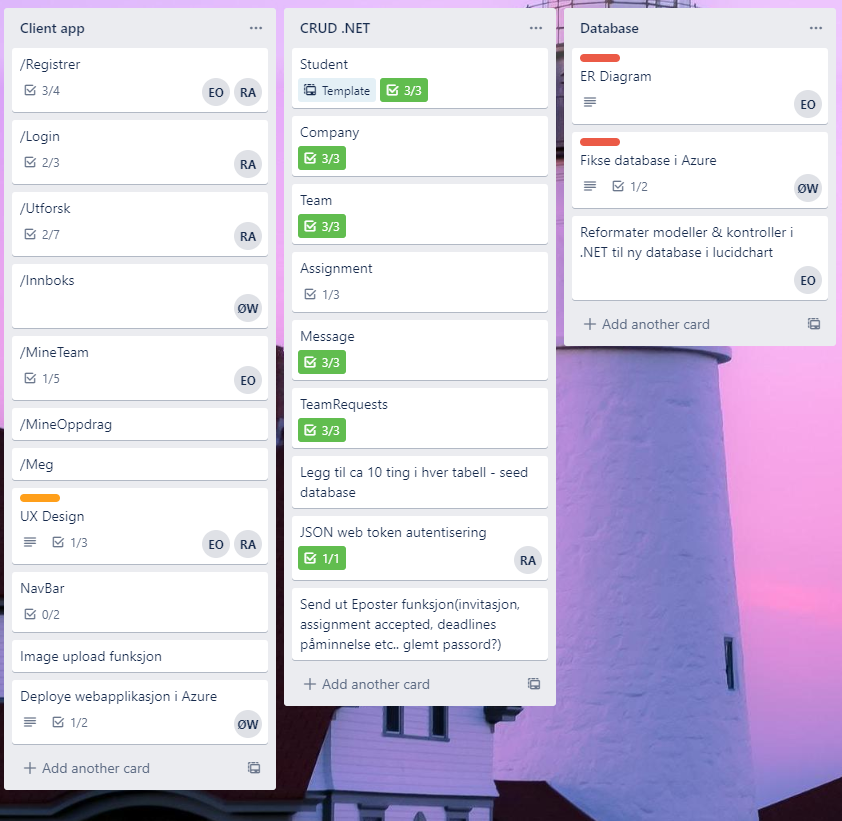 Client app
/Registrer
3/4
EO
RA
/Login
2/3
RA
/Utforsk
2/7
RA
/Innboks
ØW
/MineTeam
1/5
EO
/MineOppdrag
/Meg
UX Design
1/3
EO
RA
NavBar
0/2
Image upload funksjon
Deploye webapplikasjon i Azure
1/2
ØW
Add another card
CRUD .NET
Student
Template
3/3
Company
3/3
Team
3/3
Assignment
1/3
Message
3/3
TeamRequests
3/3
Legg til ca 10 ting i hver tabell - seed
database
JSON web token autentisering
1/1
RA
Send ut Eposter funksjon(invitasjon,
assignment accepted, deadlines
påminnelse etc.. glemt passord?)
Add another card
Database
ER Diagram
EO
Fikse database i Azure
1/2
ØW
Reformater modeller & kontroller i
.NET til ny database i lucidchart
EO
Add another card